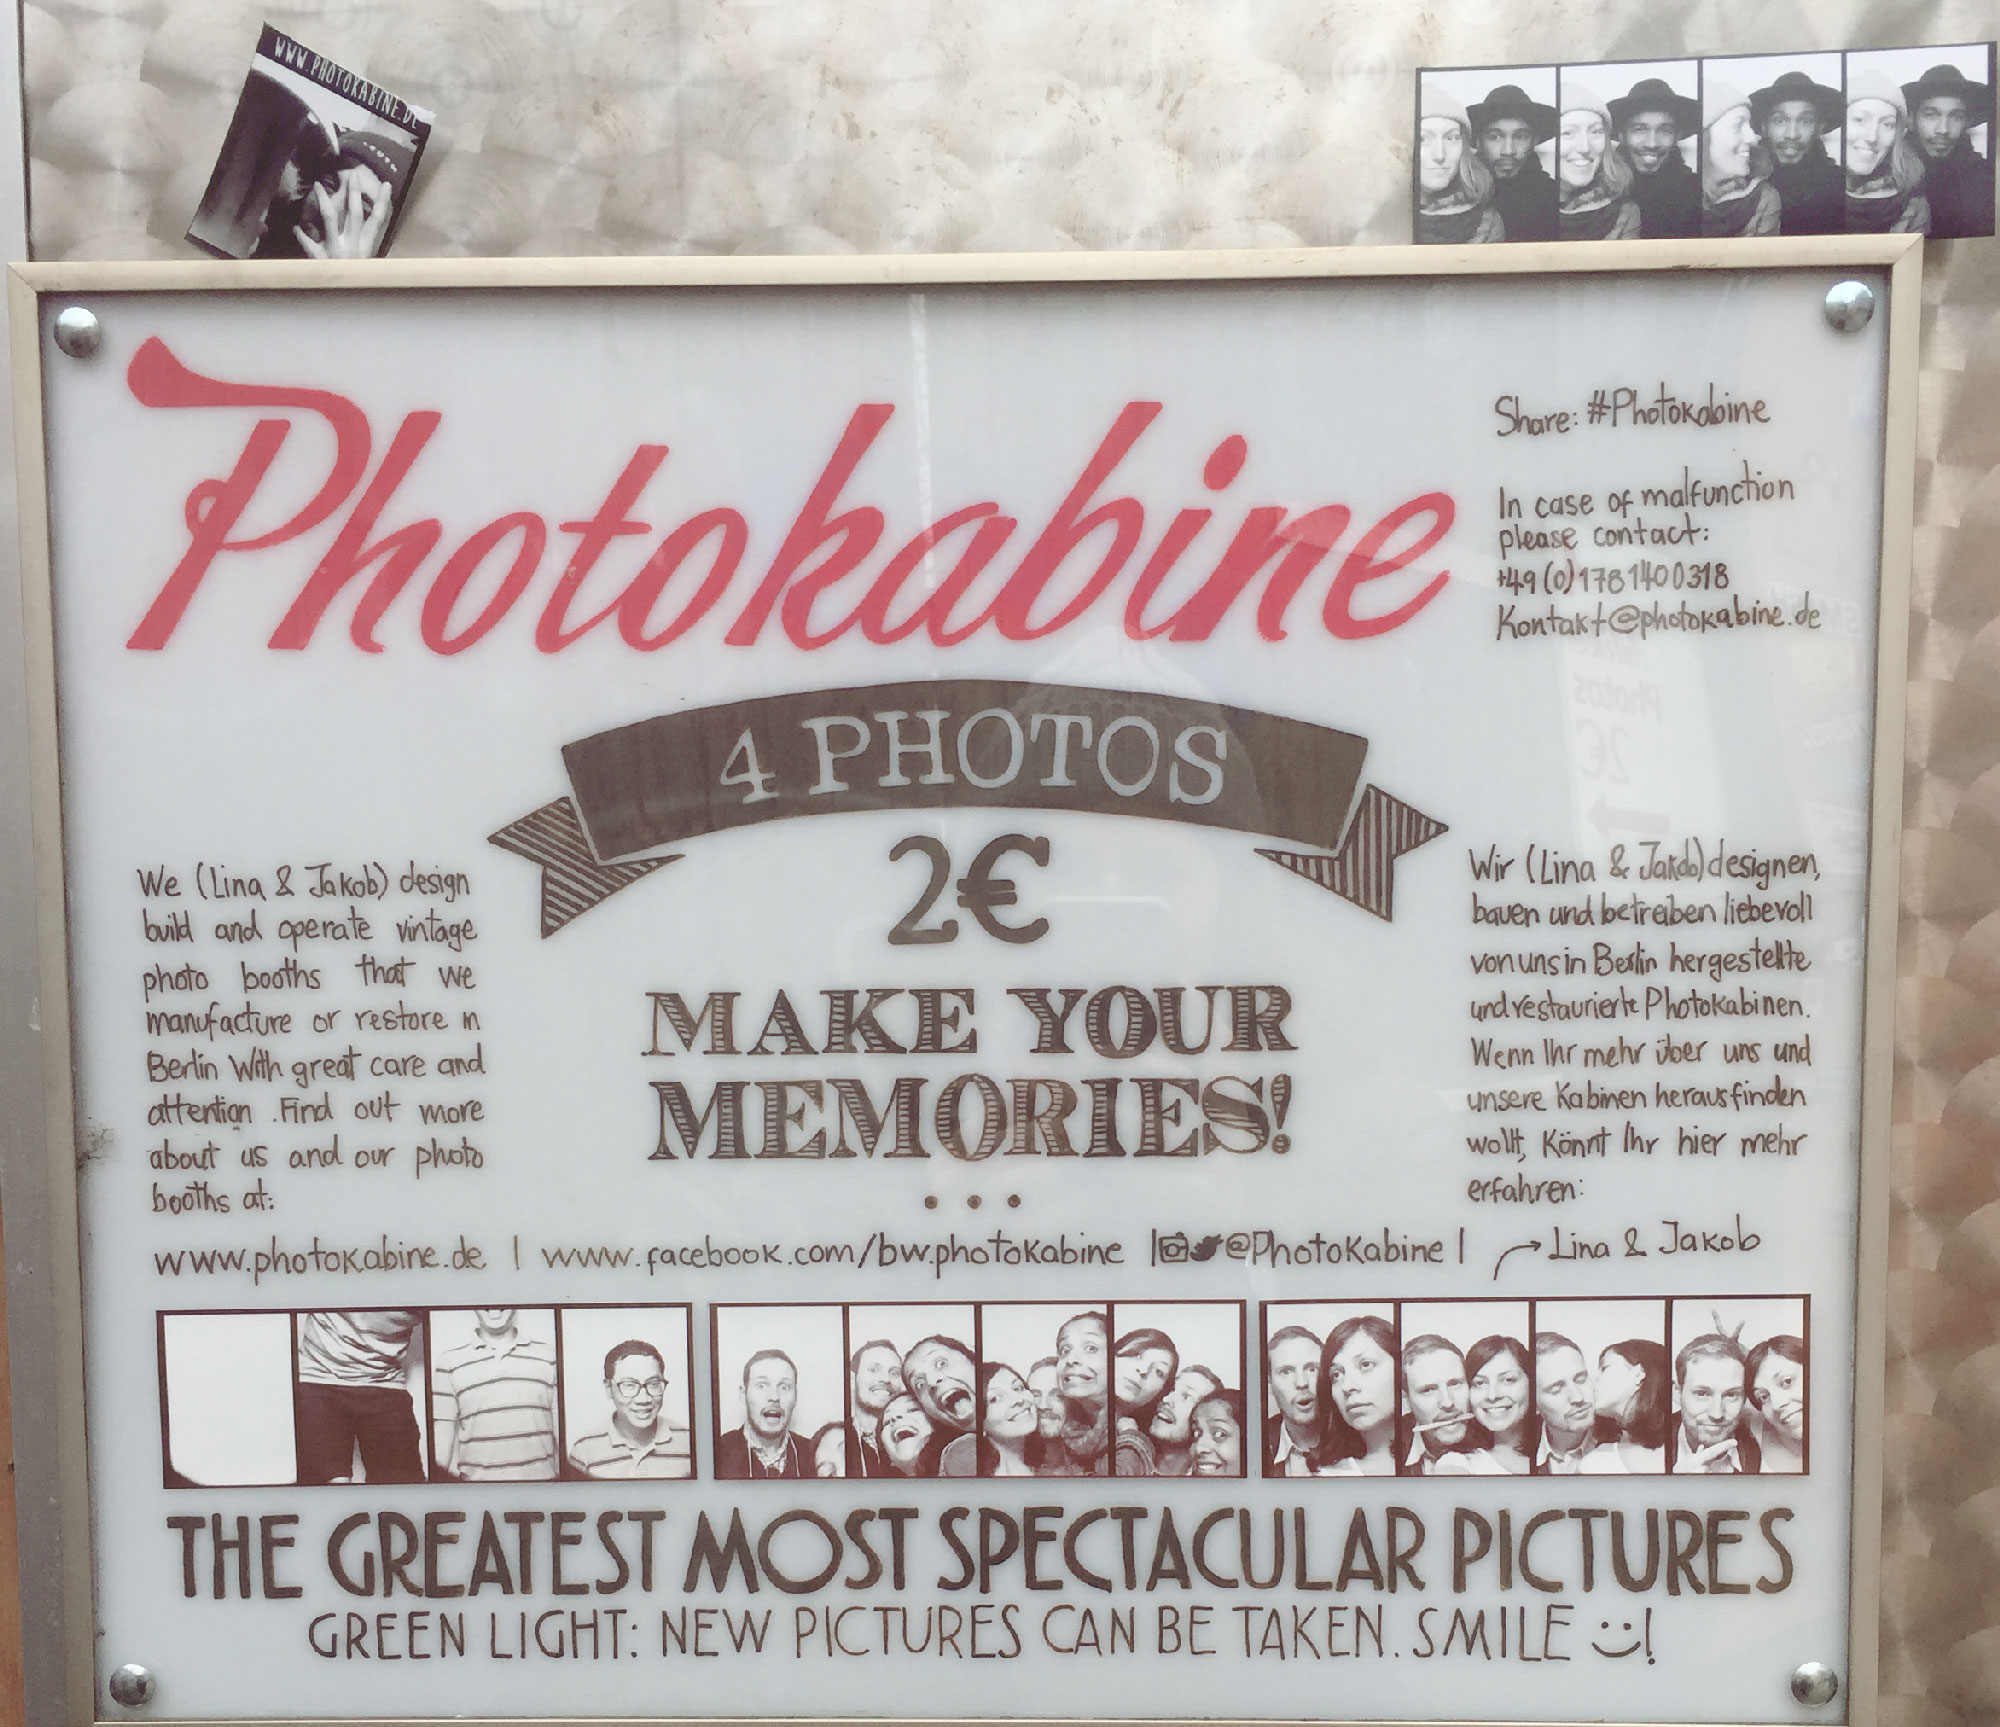 WWW.PHOTOKABINE.DE
Photokabine
Share: #Photokabine
In case of malfunction
please contact:
+49(0)1781400318
Kontakt@photokabine.de
4 PHOTOS
2€
MAKE YOUR
MEMORIES!
...
We (Lina & Jakob) design
build and operate vintage
photo booths that we
manufacture or restore in
Berlin With great care and
attention .Find out more
about us and our photo
booths at:
Wir (Lina & Jakob) designen,
bauen und betreiben liebevoll
von uns in Berlin hergestellte
und restaurierte Photokabinen.
Wenn Ihr mehr über uns und
unsere Kabinen herausfinden
wollt, Könnt Ihr hier mehr
erfahren:
www.photokabine.de | www.facebook.com/bw.photokabine | @PhotoKabine | → Lina & Jakob
THE GREATEST MOST SPECTACULAR PICTURES
GREEN LIGHT: NEW PICTURES CAN BE TAKEN. SMILE :)!